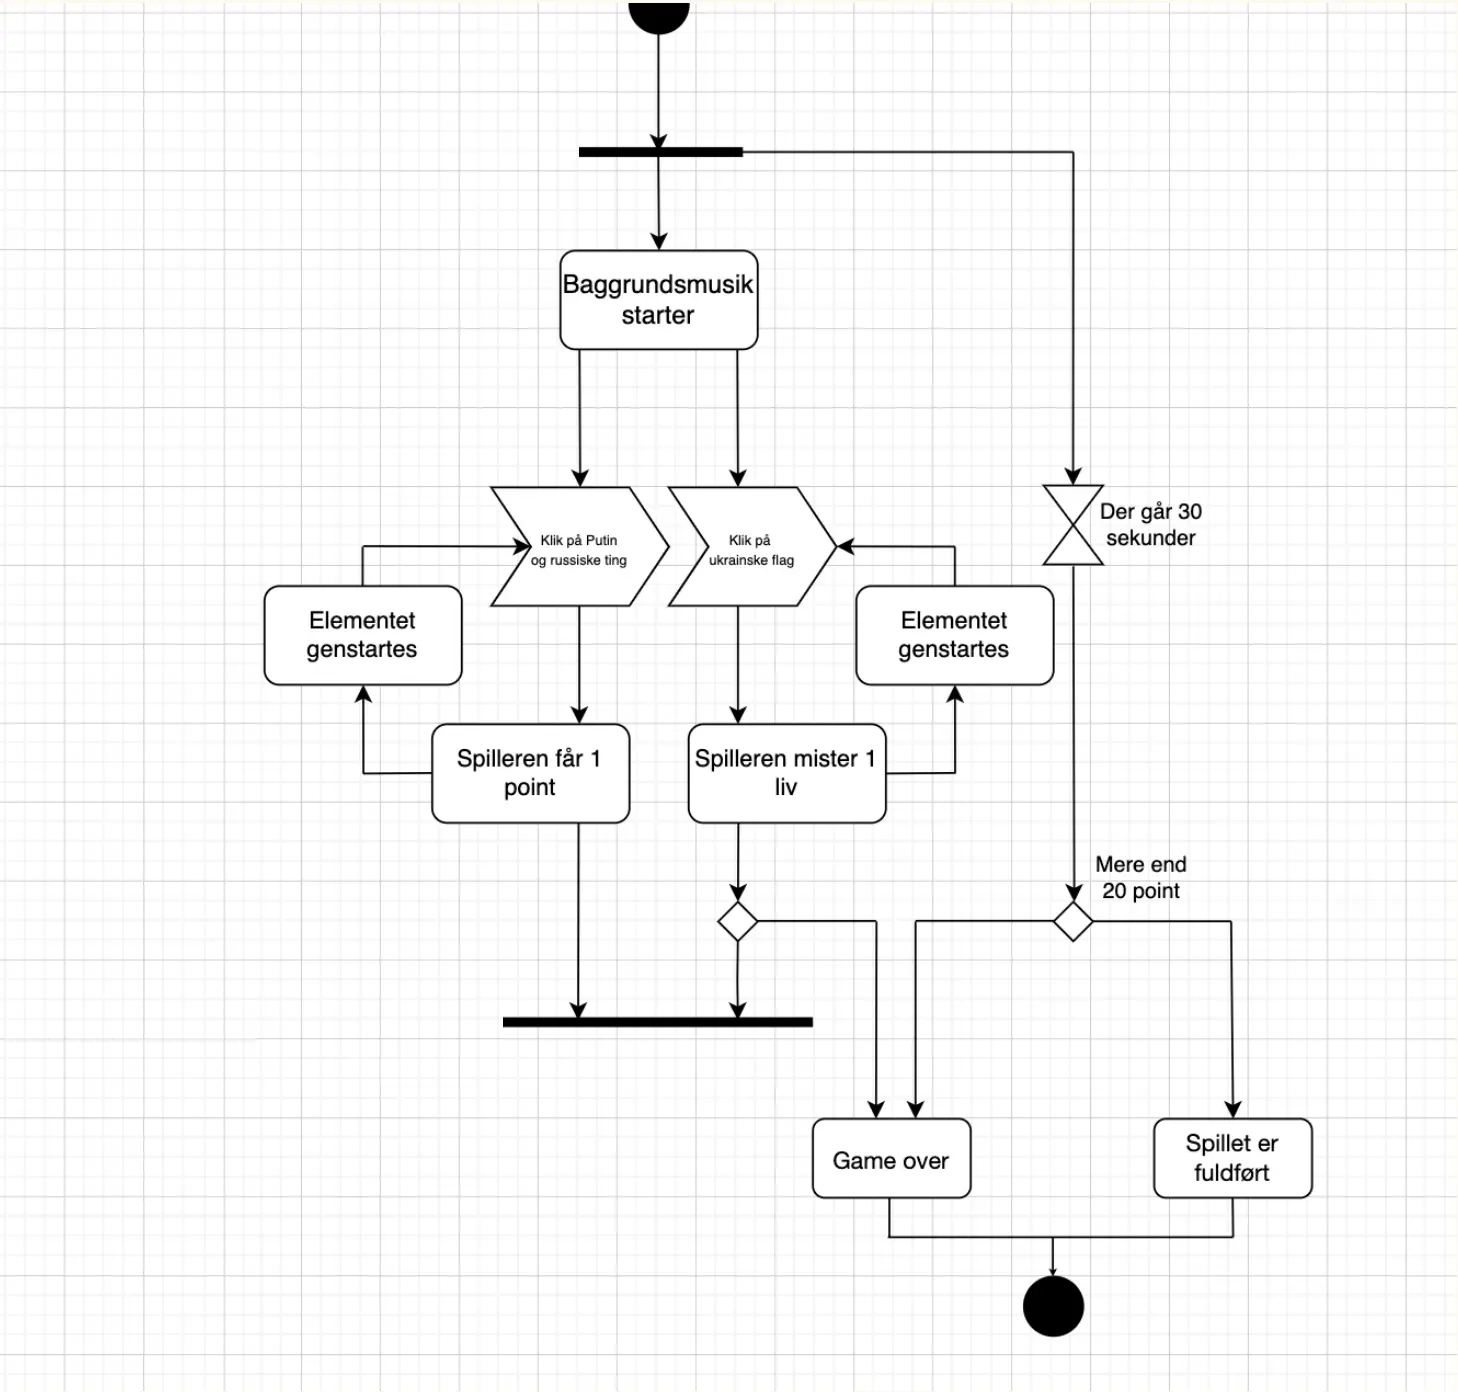 Baggrundsmusik
starter
Klik på Putin
og russiske ting
Klik på
ukrainske flag
Der går 30
sekunder
Elementet
genstartes
Elementet
genstartes
Spilleren får 1
point
Spilleren mister 1
liv
Mere end
20 point
Game over
Spillet er
fuldført